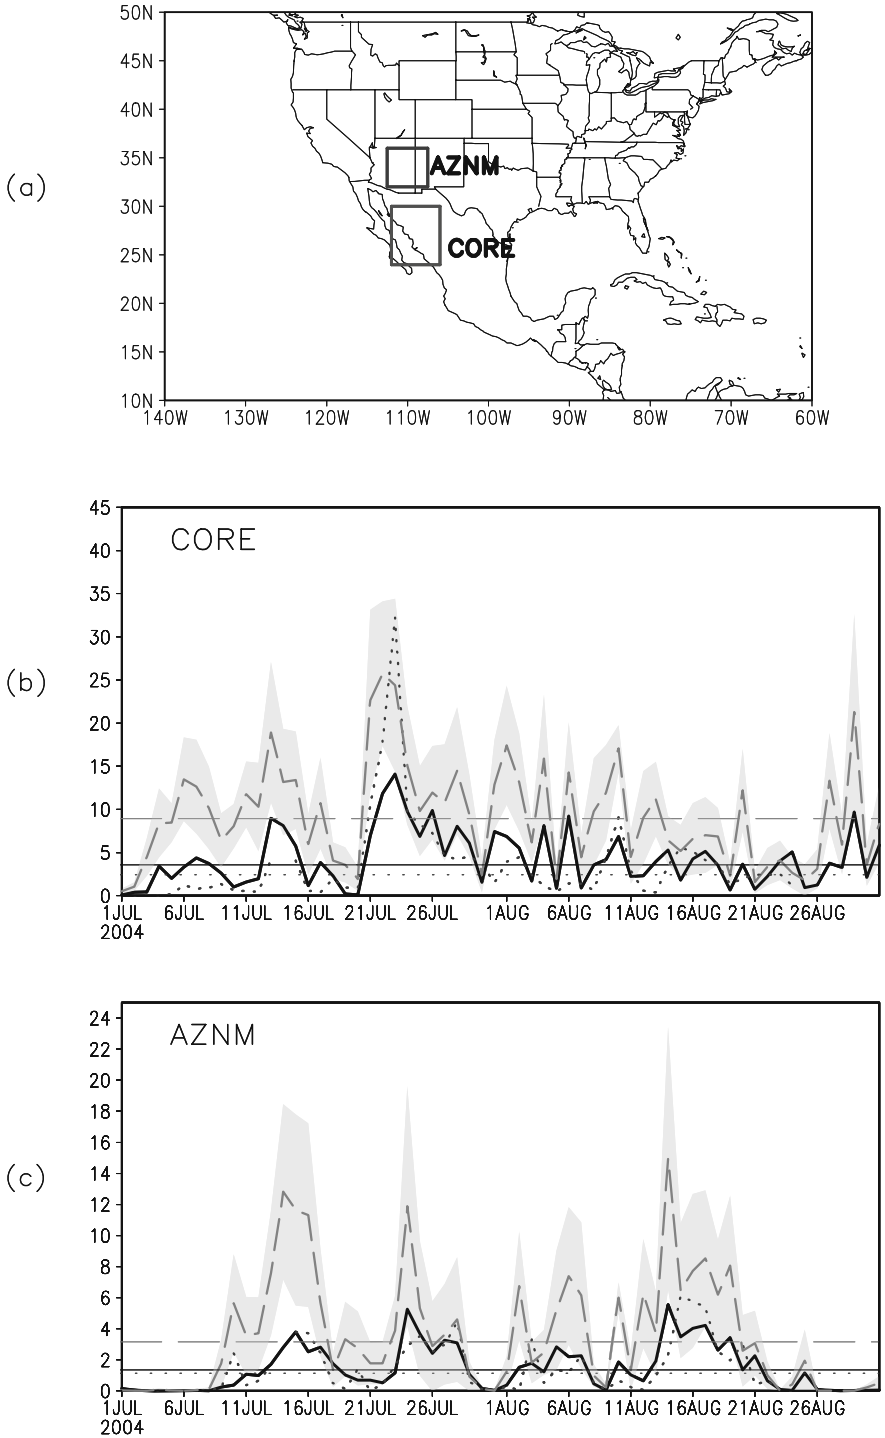 (a)
50N
45N
40N
35N
30N
25N
20N
15N
10N
AZNM
CORE
140W 130W 120W 110W 100W 90W 80W 70W 60W
(b)
CORE
45
40
35
30
25
20
15
10
5
0
1JUL 6JUL 11JUL 16JUL 21JUL 26JUL 1AUG 6AUG 11AUG 16AUG 21AUG 26AUG
2004
(c)
AZNM
24
22
20
18
16
14
12
10
8
6
4
2
0
1JUL 6JUL 11JUL 16JUL 21JUL 26JUL 1AUG 6AUG 11AUG 16AUG 21AUG 26AUG
2004